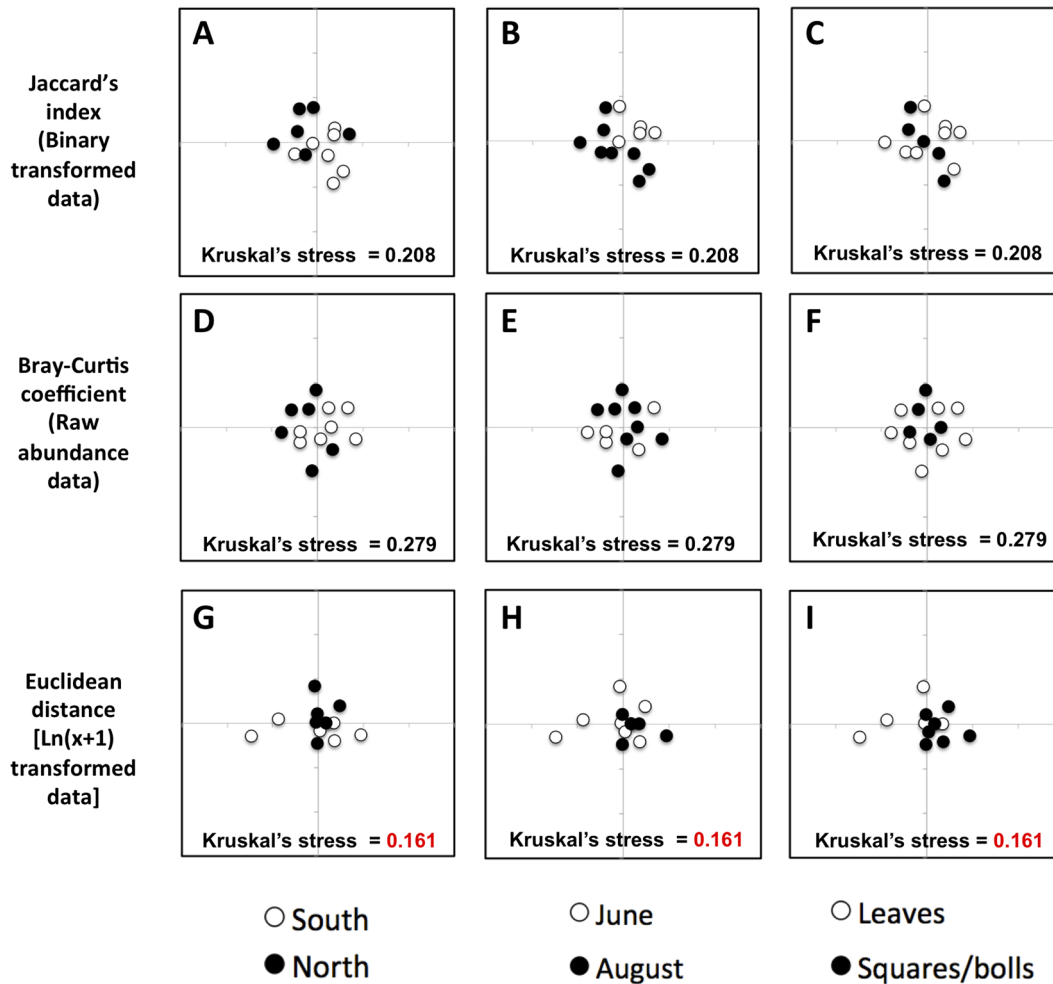 A
B
C
Jaccard's
index
(Binary
transformed
data)
Kruskal's stress = 0.208
Kruskal's stress = 0.208
Kruskal's stress = 0.208
D
E
F
Bray-Curtis
coefficient
(Raw
abundance
data)
Kruskal's stress = 0.279
Kruskal's stress = 0.279
Kruskal's stress = 0.279
G
H
I
Euclidean
distance
[Ln(x+1)
transformed
data]
Kruskal's stress = 0.161
Kruskal's stress = 0.161
Kruskal's stress = 0.161
South
June
Leaves
North
August
Squares/bolls